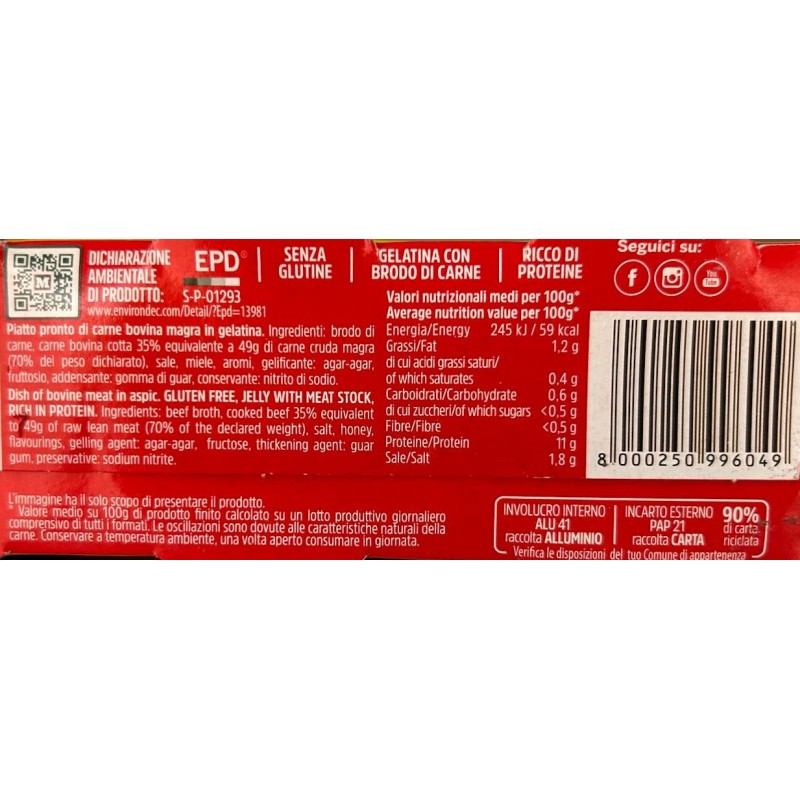 DICHIARAZIONE
AMBIENTALE
DI PRODOTTO:
EPD®
S-P-01293
www.environdec.com/Detail/?Epd=13981
SENZA
GLUTINE
GELATINA CON
BRODO DI CARNE
RICCO DI
PROTEINE
Seguici su:
f
You
Tube
M
Piatto pronto di carne bovina magra in gelatina. Ingredienti: brodo di
carne, carne bovina cotta 35% equivalente a 49g di carne cruda magra
(70% del peso dichiarato), sale, miele, aromi, gelificante: agar-agar,
fruttosio, addensante: gomma di guar, conservante: nitrito di sodio.
Dish of bovine meat in aspic. GLUTEN FREE, JELLY WITH MEAT STOCK,
RICH IN PROTEIN. Ingredients: beef broth, cooked beef 35% equivalent
to 49g of raw lean meat (70% of the declared weight), salt, honey,
flavourings, gelling agent: agar-agar, fructose, thickening agent: guar
gum, preservative: sodium nitrite.
Valori nutrizionali medi per 100g*
Average nutrition value per 100g*
Energia/Energy 245 kJ / 59 kcal
Grassi/Fat 1,2 g
di cui acidi grassi saturi/
of which saturates 0,4 g
Carboidrati/Carbohydrate 0,6 g
di cui zuccheri/of which sugars <0,5 g
Fibre/Fibre <0,5 g
Proteine/Protein 11 g
Sale/Salt 1,8 g
8 000250 996049
L'immagine ha il solo scopo di presentare il prodotto.
* Valore medio su 100g di prodotto finito calcolato su un lotto produttivo giornaliero
comprensivo di tutti i formati. Le oscillazioni sono dovute alle caratteristiche naturali della
carne. Conservare a temperatura ambiente, una volta aperto consumare in giornata.
INVOLUCRO INTERNO
ALU 41
raccolta ALLUMINIO
INCARTO ESTERNO
PAP 21
raccolta CARTA
90%
di carta
riciclata
Verifica le disposizioni del tuo Comune di appartenenza